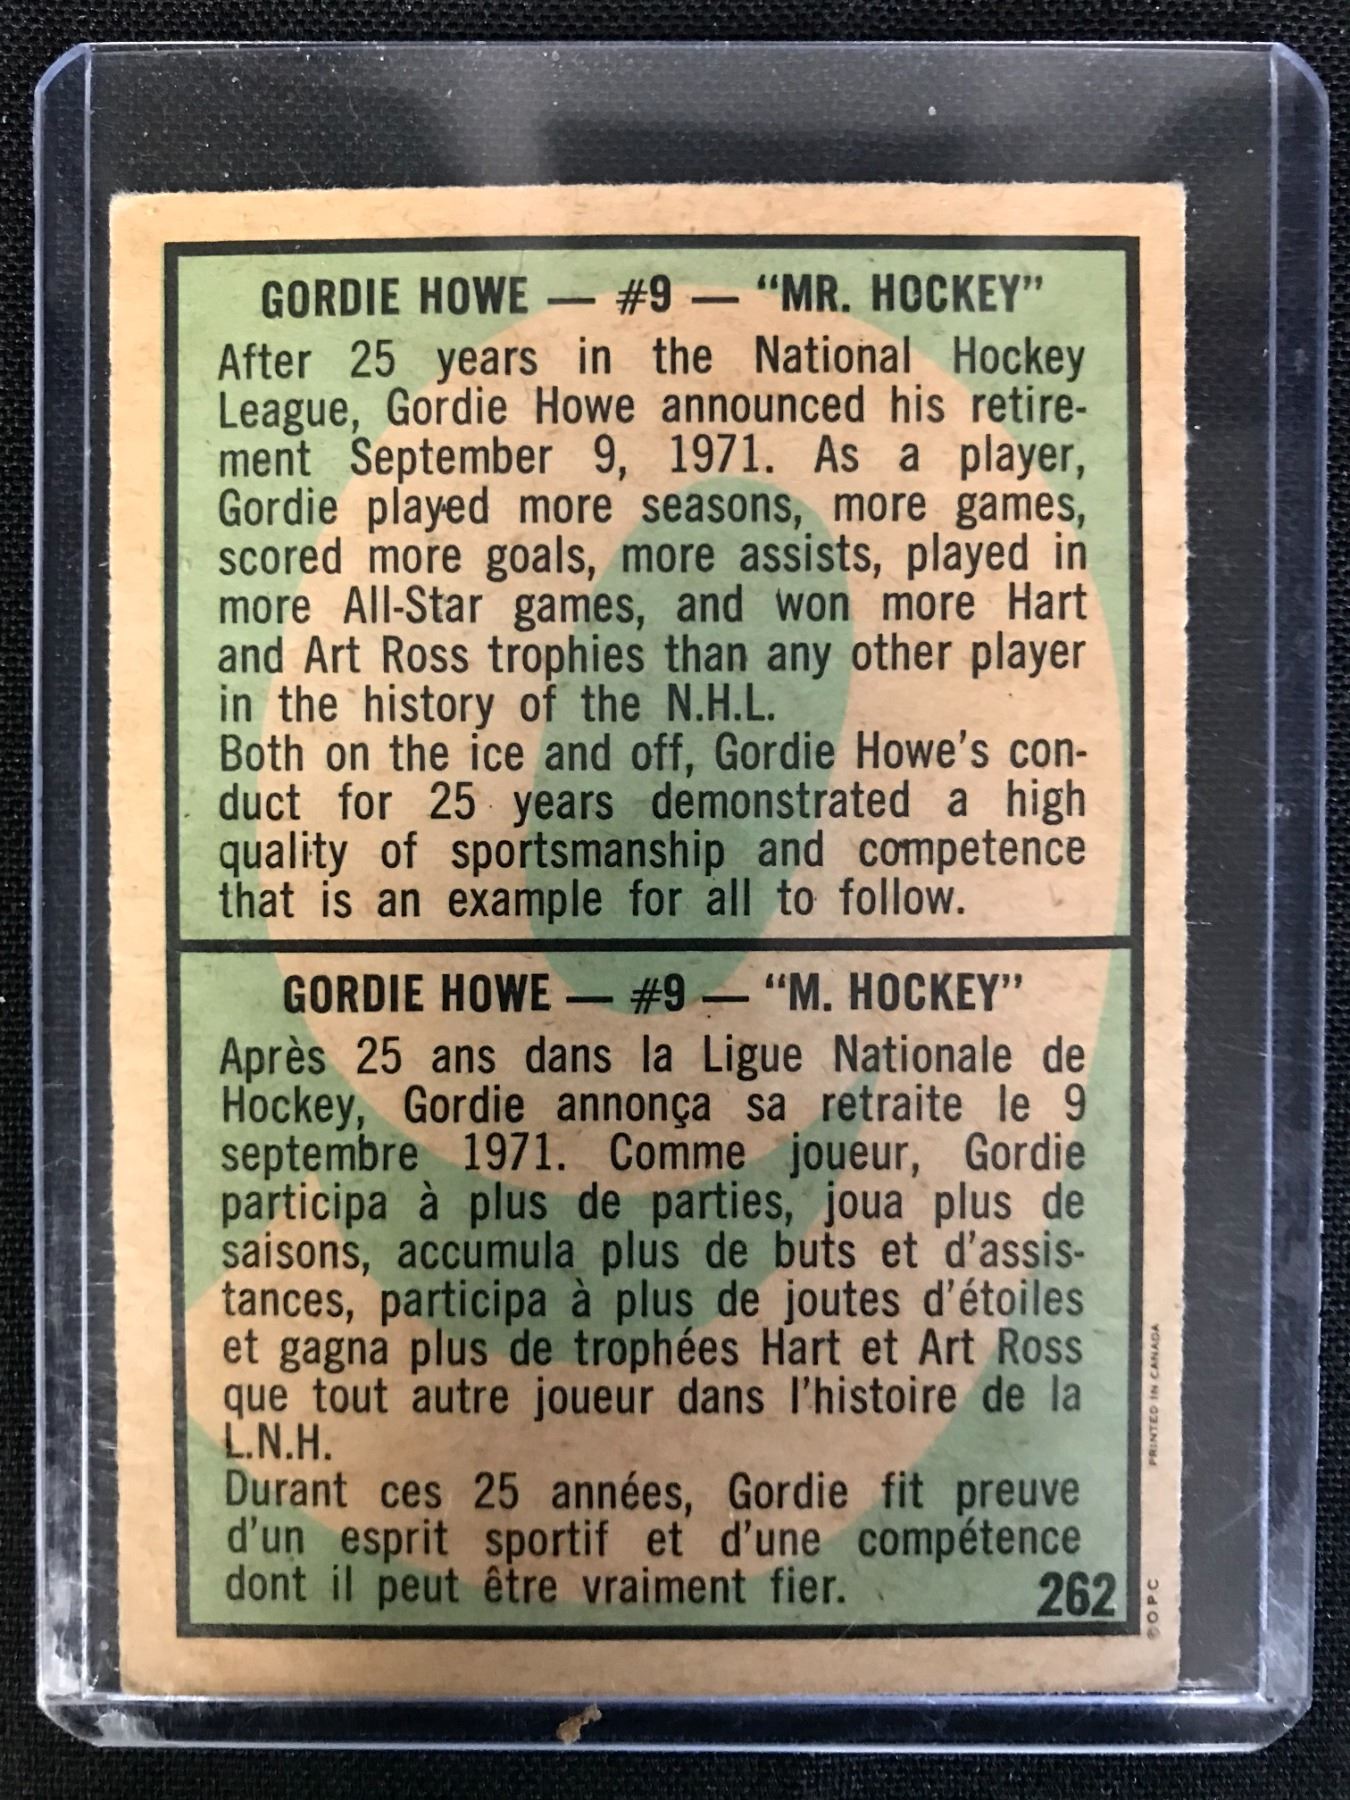 GORDIE HOWE — #9 — “MR. HOCKEY”
After 25 years in the National Hockey
League, Gordie Howe announced his retire-
ment September 9, 1971. As a player,
Gordie played more seasons, more games,
scored more goals, more assists, played in
more All-Star games, and won more Hart
and Art Ross trophies than any other player
in the history of the N.H.L.
Both on the ice and off, Gordie Howe’s con-
duct for 25 years demonstrated a high
quality of sportsmanship and competence
that is an example for all to follow.
GORDIE HOWE — #9 — “M. HOCKEY”
Après 25 ans dans la Ligue Nationale de
Hockey, Gordie annonça sa retraite le 9
septembre 1971. Comme joueur, Gordie
participa à plus de parties, joua plus de
saisons, accumula plus de buts et d’assis-
tances, participa à plus de joutes d’étoiles
et gagna plus de trophées Hart et Art Ross
que tout autre joueur dans l’histoire de la
L.N.H.
Durant ces 25 années, Gordie fit preuve
d’un esprit sportif et d’une compétence
dont il peut être vraiment fier.
262
©OPC
PRINTED IN CANADA